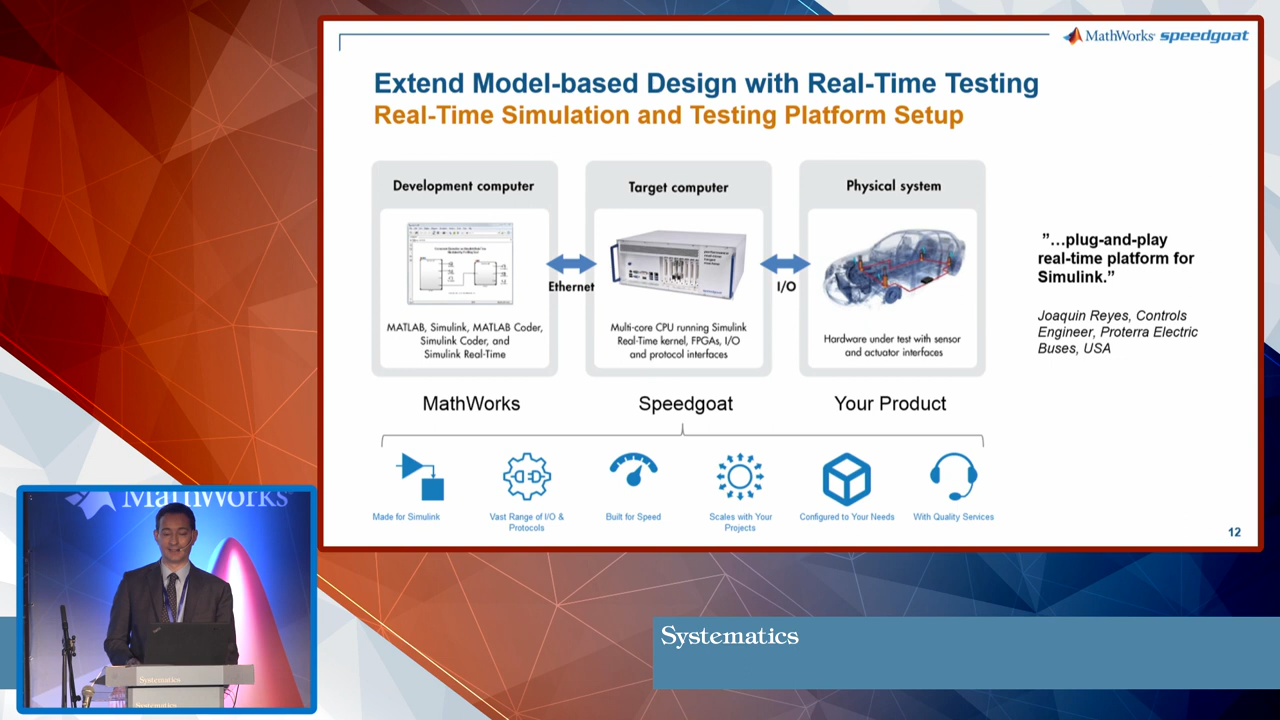 MathWorks speedgoat
Extend Model-based Design with Real-Time Testing
Real-Time Simulation and Testing Platform Setup
Development computer
MATLAB, Simulink, MATLAB Coder,
Simulink Coder, and
Simulink Real-Time
Ethernet
Target computer
Multi-core CPU running Simulink
Real-Time kernel, FPGAs, I/O
and protocol interfaces
I/O
Physical system
Hardware under test with sensor
and actuator interfaces
"…plug-and-play
real-time platform for
Simulink."
Joaquin Reyes, Controls
Engineer, Proterra Electric
Buses, USA
MathWorks
Speedgoat
Your Product
Made for Simulink
Vast Range of I/O &
Protocols
Built for Speed
Scales with Your
Projects
Configured to Your Needs
With Quality Services
12
MathWorks
Systematics
Systematics
Systematics